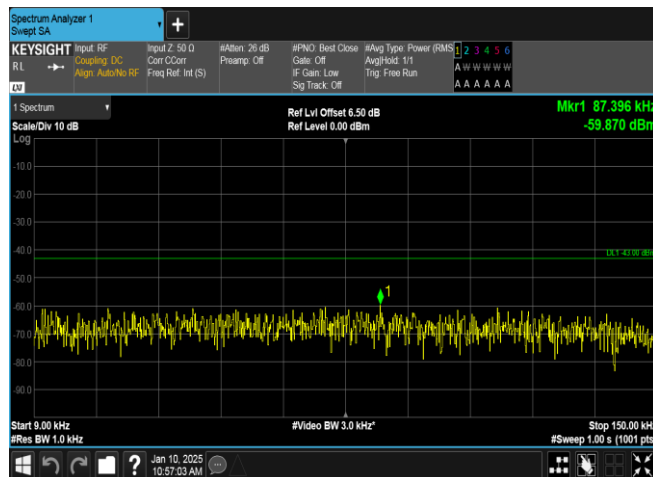 Spectrum Analyzer 1
Swept SA
+
KEYSIGHT Input: RF Input Z: 50 Ω #Atten: 26 dB #PNO: Best Close #Avg Type: Power (RMS 1 2 3 4 5 6
RL Coupling: DC Corr CCorr Preamp: Off Gate: Off Avg|Hold: 1/1 A W W W W W
Align: Auto/No RF Freq Ref: Int (S) IF Gain: Low Trig: Free Run
LXI Sig Track: Off A A A A A A
1 Spectrum Ref Lvl Offset 6.50 dB Mkr1 87.396 kHz
Scale/Div 10 dB Ref Level 0.00 dBm -59.870 dBm
Log
-10.0
-20.0
-30.0
-40.0
DL1 -43.00 dBm
-50.0
1
-60.0
-70.0
-80.0
-90.0
Start 9.00 kHz #Video BW 3.0 kHz* Stop 150.00 kHz
#Res BW 1.0 kHz #Sweep 1.00 s (1001 pts
? Jan 10, 2025
10:57:03 AM